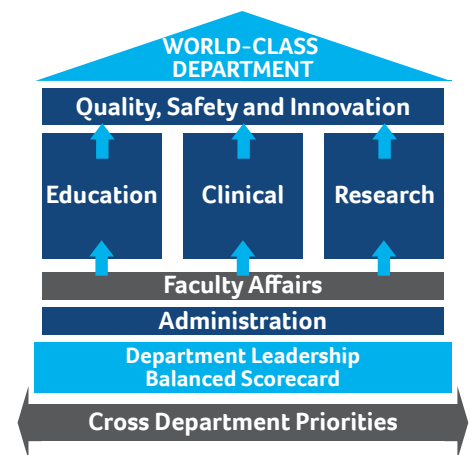 WORLD-CLASS
DEPARTMENT
Quality, Safety and Innovation
Education
Clinical
Research
Faculty Affairs
Administration
Department Leadership
Balanced Scorecard
Cross Department Priorities